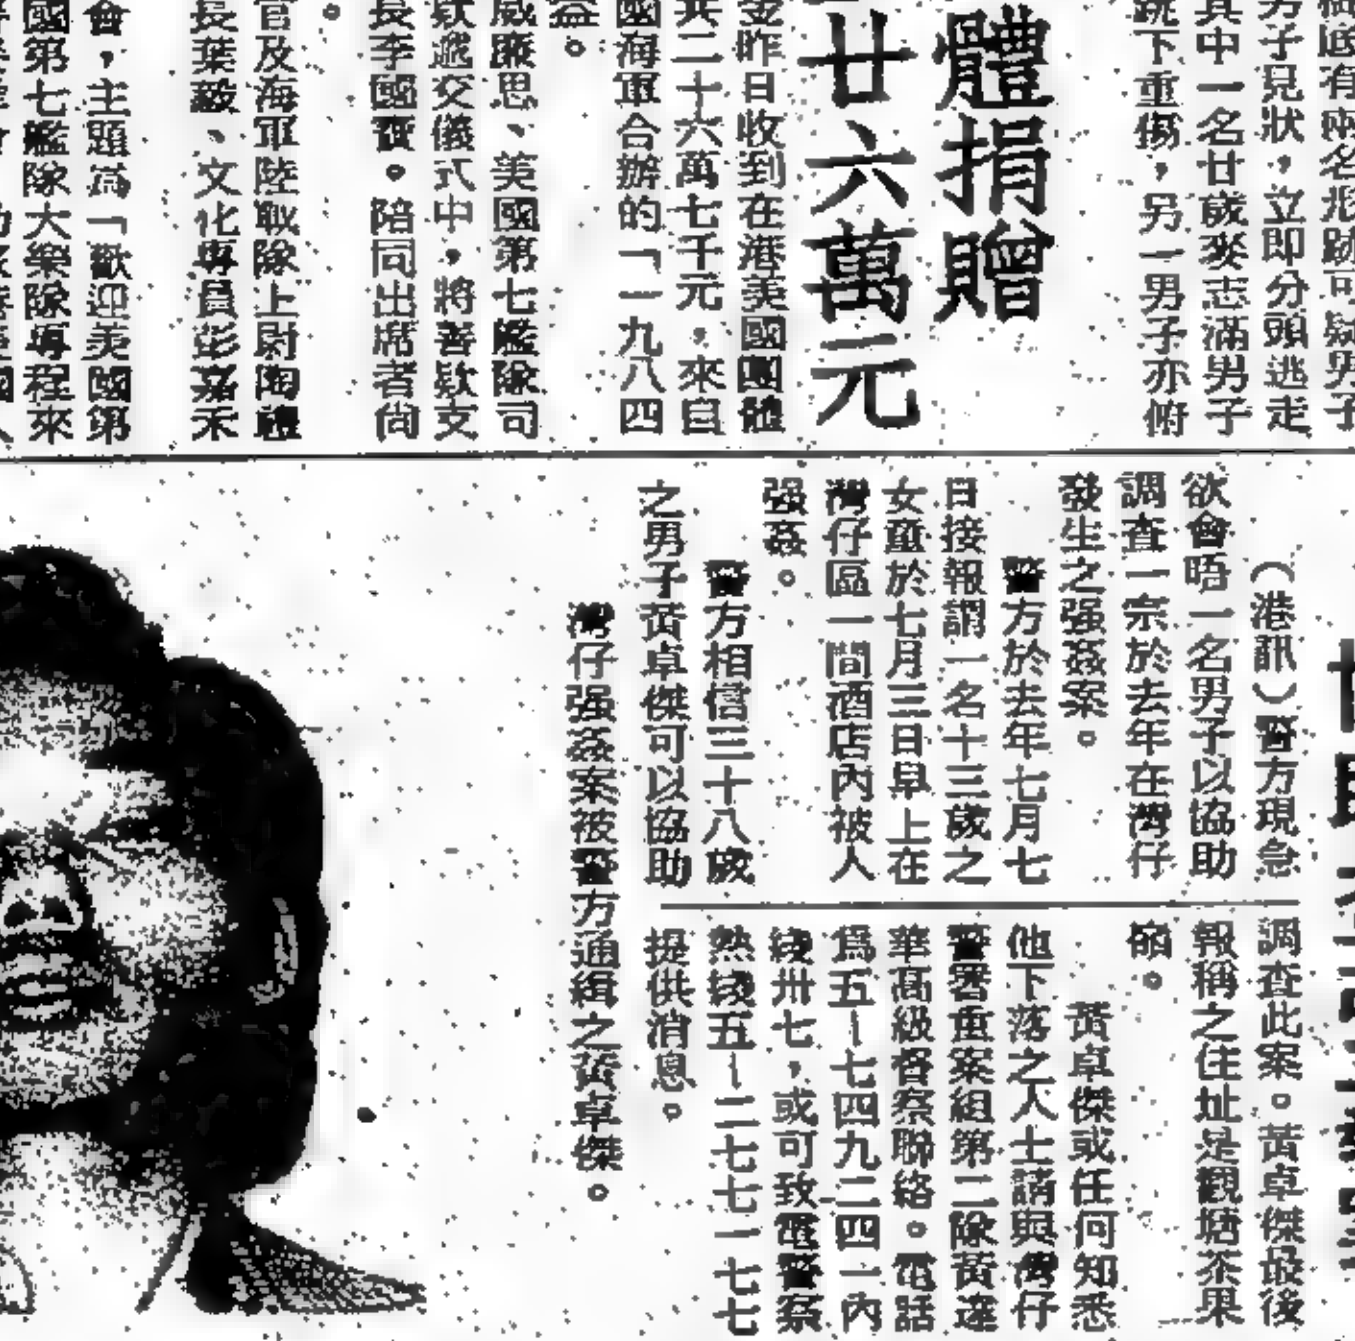 樹底有兩名形跡可疑男子
男子見狀，立即分頭逃走
其中一名廿歲麥志滿男子
跳下重傷，另一男子亦俯
體捐贈
廿六萬元
金昨日收到在港美國團體
共二十六萬七千元，來自
國海軍合辦的「一九八四
益。
威廉思、美國第七艦隊司
欵遞交儀式中，將善欵支
長李國寶。陪同出席者尚
官及海軍陸戰隊上尉陶禮
長葉毅、文化專員彭嘉禾
會，主題為「歡迎美國第
國第七艦隊大樂隊專程來
（港訊）警方現急
欲會晤一名男子以協助
調查一宗於去年在灣仔
發生之强姦案。
警方於去年七月七
日接報謂一名十三歲之
女童於七月三日早上在
灣仔區一間酒店內被人
强姦。
警方相信三十八歲
之男子黃卓傑可以協助
調查此案。黃卓傑最後
報稱之住址是觀塘茶果
嶺。
黃卓傑或任何知悉
他下落之人士請與灣仔
警署重案組第二隊黃達
華高級督察聯絡。電話
爲五－七四九二四一內
綫卅七，或可致電警察
熱綫五－二七七一七七
提供消息。
灣仔强姦案被警方通緝之黃卓傑。